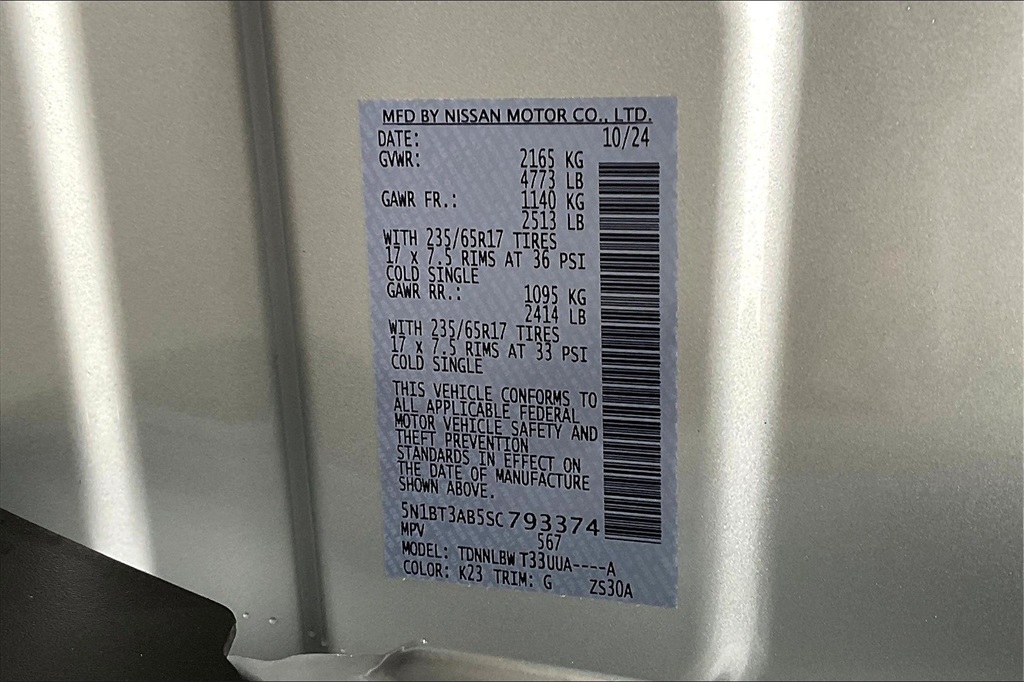 MFD BY NISSAN MOTOR CO., LTD.
DATE: 10/24
GVWR: 2165 KG
4773 LB
GAWR FR.: 1140 KG
2513 LB
WITH 235/65R17 TIRES
17 x 7.5 RIMS AT 36 PSI
COLD SINGLE
GAWR RR.: 1095 KG
2414 LB
WITH 235/65R17 TIRES
17 x 7.5 RIMS AT 33 PSI
COLD SINGLE
THIS VEHICLE CONFORMS TO
ALL APPLICABLE FEDERAL
MOTOR VEHICLE SAFETY AND
THEFT PREVENTION
STANDARDS IN EFFECT ON
THE DATE OF MANUFACTURE
SHOWN ABOVE.
5N1BT3AB5SC793374
MPV 567
MODEL: TDNNLBW T33UUA----A
COLOR: K23 TRIM: G ZS30A